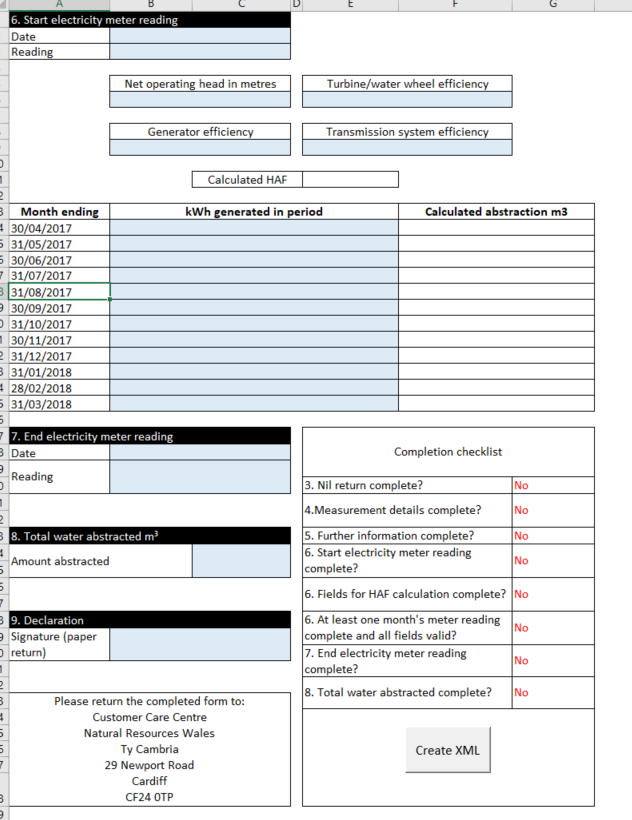 A B C D E F G
6. Start electricity meter reading
Date
Reading
Net operating head in metres Turbine/water wheel efficiency
Generator efficiency Transmission system efficiency
Calculated HAF
Month ending kWh generated in period Calculated abstraction m3
30/04/2017
31/05/2017
30/06/2017
31/07/2017
31/08/2017
30/09/2017
31/10/2017
30/11/2017
31/12/2017
31/01/2018
28/02/2018
31/03/2018
7. End electricity meter reading
Date
Reading
8. Total water abstracted m³
Amount abstracted
9. Declaration
Signature (paper
return)
Please return the completed form to:
Customer Care Centre
Natural Resources Wales
Ty Cambria
29 Newport Road
Cardiff
CF24 0TP
Completion checklist
3. Nil return complete? No
4.Measurement details complete? No
5. Further information complete? No
6. Start electricity meter reading
complete? No
6. Fields for HAF calculation complete? No
6. At least one month's meter reading
complete and all fields valid? No
7. End electricity meter reading
complete? No
8. Total water abstracted complete? No
Create XML